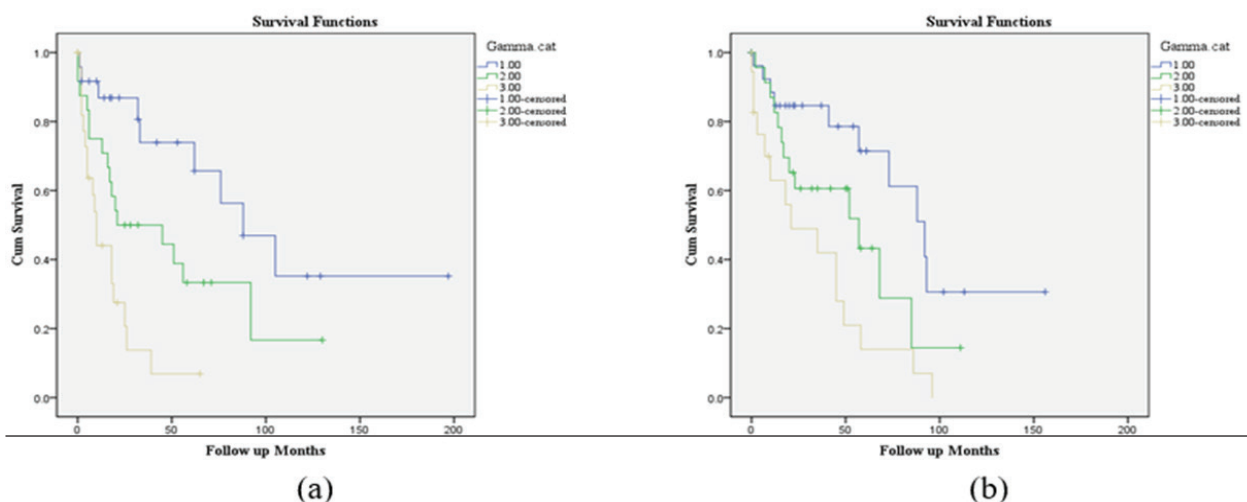 Survival Functions
Gamma.cat
1.00
2.00
3.00
1.00-censored
2.00-censored
3.00-censored
Cum Survival
1.0
0.8
0.6
0.4
0.2
0.0
0 50 100 150 200
Follow up Months
(a)
Survival Functions
Gamma.cat
1.00
2.00
3.00
1.00-censored
2.00-censored
3.00-censored
Cum Survival
1.0
0.8
0.6
0.4
0.2
0.0
0 50 100 150 200
Follow up Months
(b)